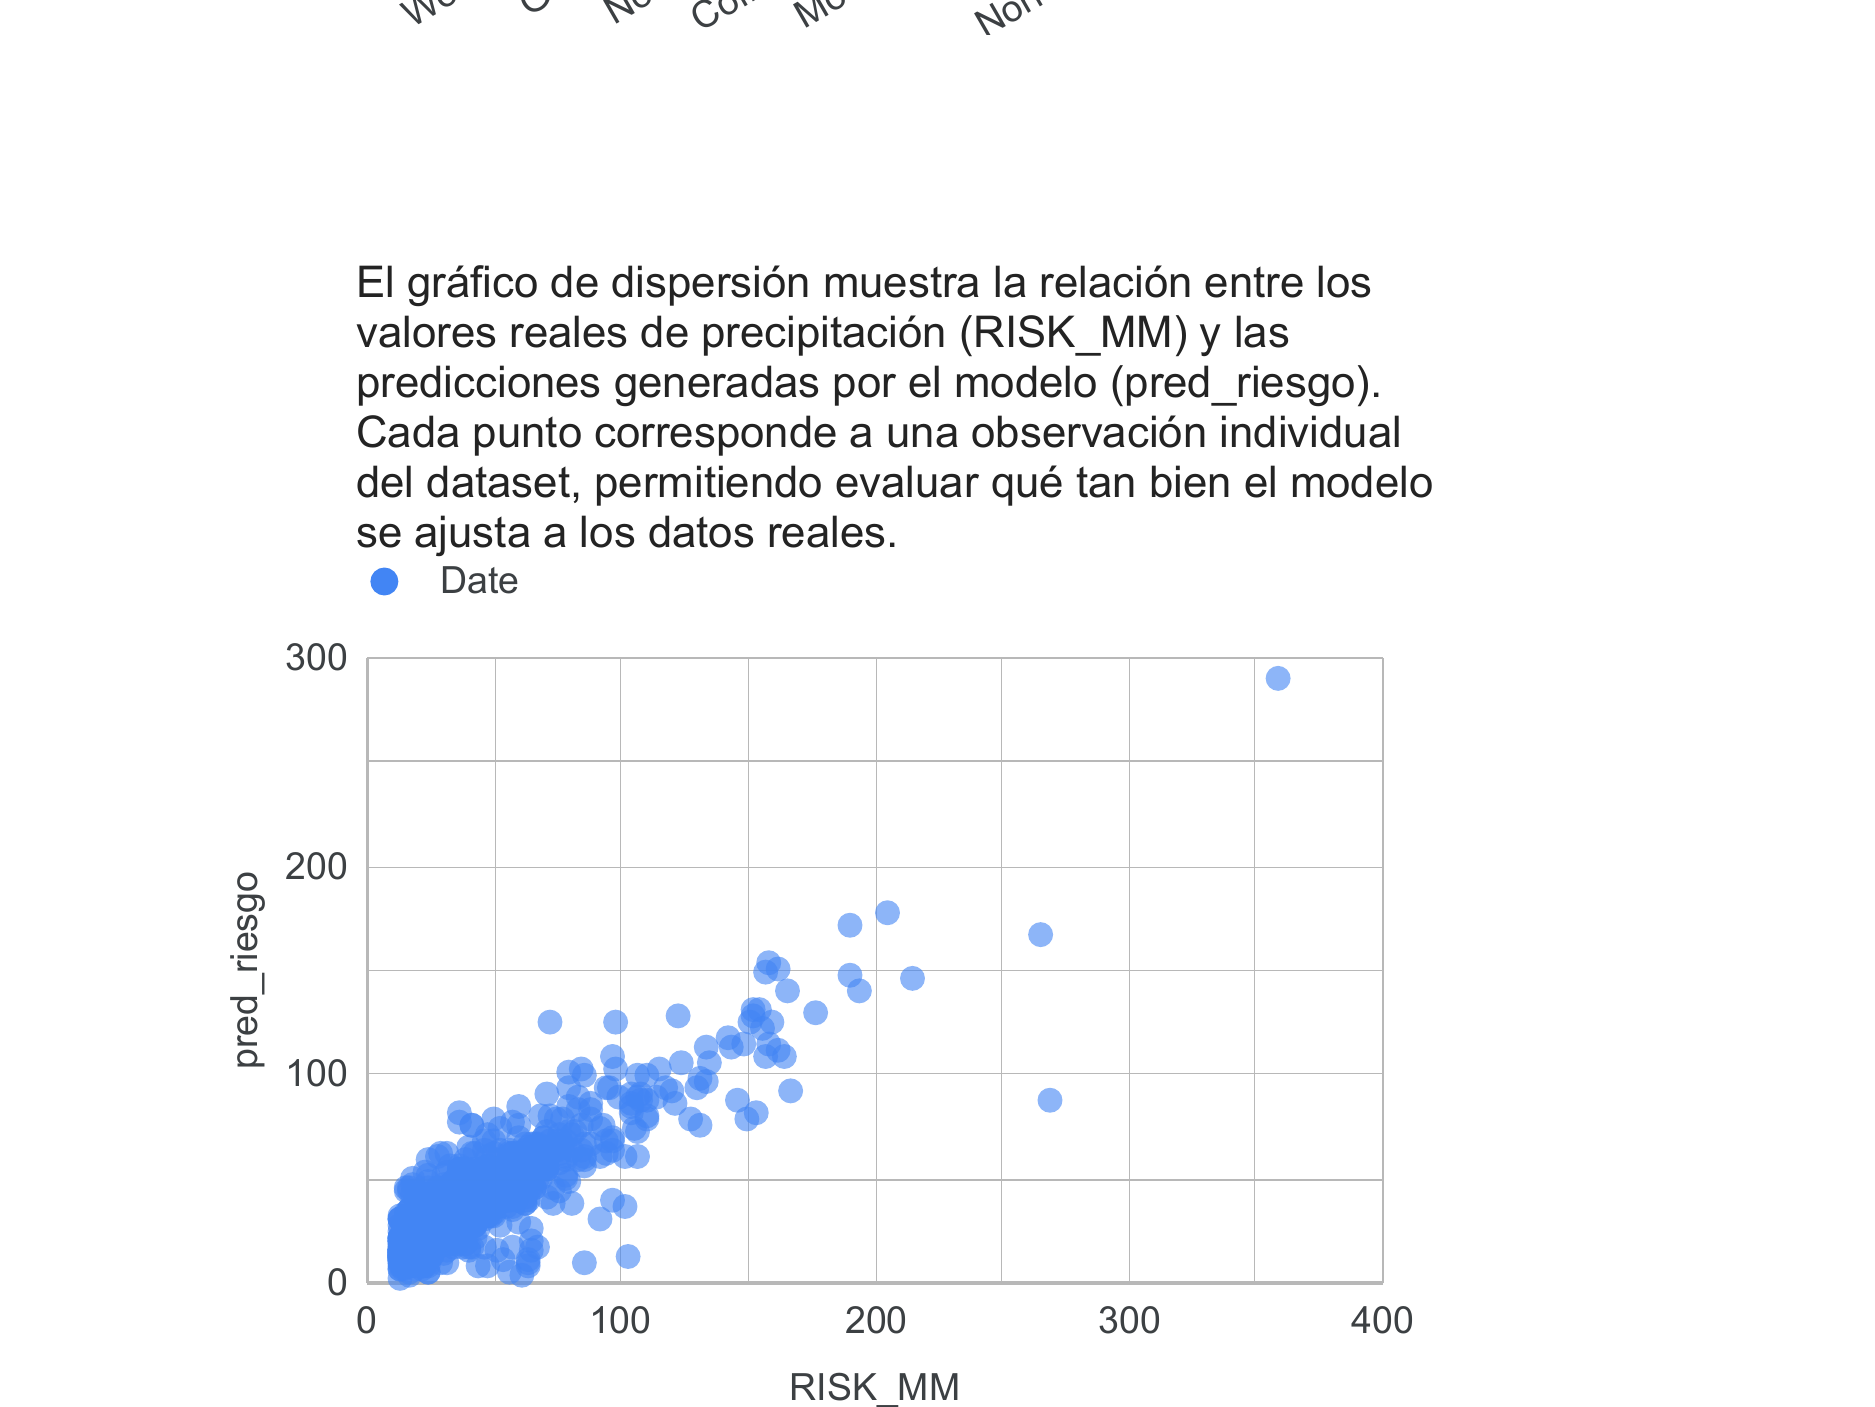 El gráfico de dispersión muestra la relación entre los
valores reales de precipitación (RISK_MM) y las
predicciones generadas por el modelo (pred_riesgo).
Cada punto corresponde a una observación individual
del dataset, permitiendo evaluar qué tan bien el modelo
se ajusta a los datos reales.
Date
300
200
100
0
pred_riesgo
0 100 200 300 400
RISK_MM